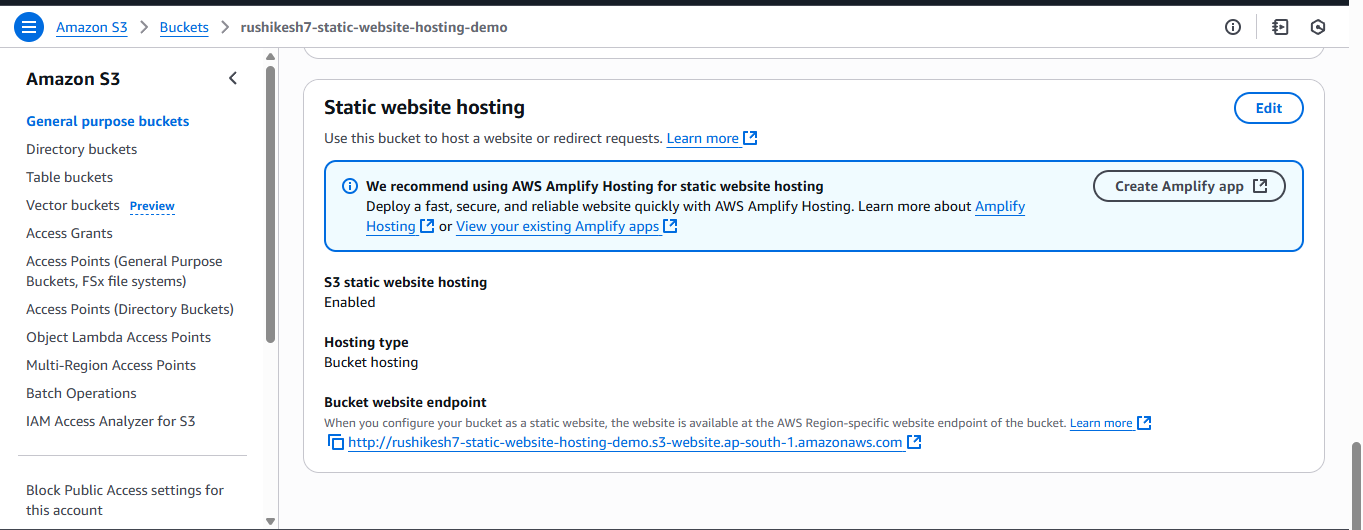 Amazon S3 > Buckets > rushikesh7-static-website-hosting-demo
Amazon S3
General purpose buckets
Directory buckets
Table buckets
Vector buckets Preview
Access Grants
Access Points (General Purpose
Buckets, FSx file systems)
Access Points (Directory Buckets)
Object Lambda Access Points
Multi-Region Access Points
Batch Operations
IAM Access Analyzer for S3
Block Public Access settings for
this account
Static website hosting
Edit
Use this bucket to host a website or redirect requests. Learn more
We recommend using AWS Amplify Hosting for static website hosting
Create Amplify app
Deploy a fast, secure, and reliable website quickly with AWS Amplify Hosting. Learn more about Amplify
Hosting or View your existing Amplify apps
S3 static website hosting
Enabled
Hosting type
Bucket hosting
Bucket website endpoint
When you configure your bucket as a static website, the website is available at the AWS Region-specific website endpoint of the bucket. Learn more
http://rushikesh7-static-website-hosting-demo.s3-website.ap-south-1.amazonaws.com